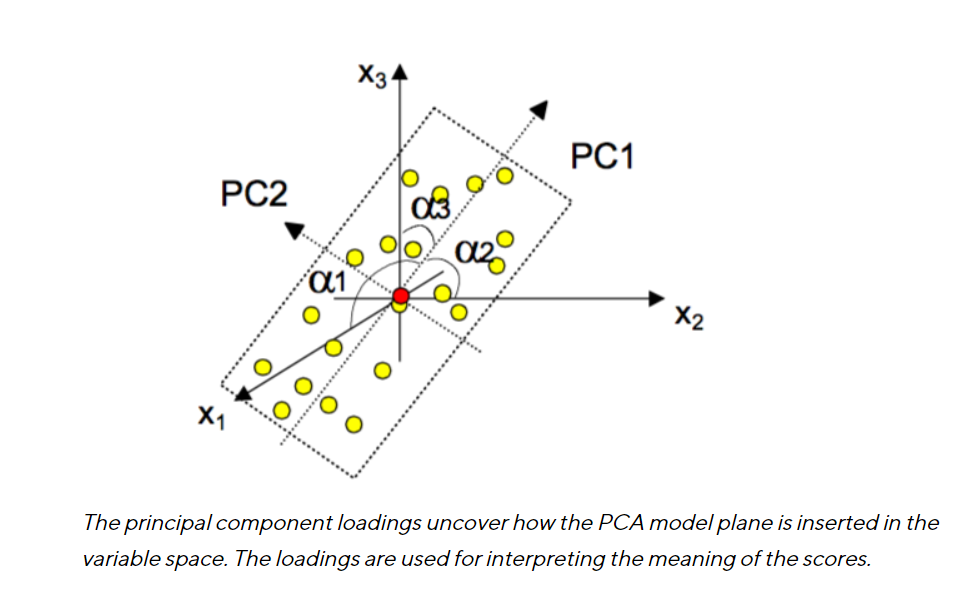 x3
PC1
PC2
α3
α2
α1
x2
x1
The principal component loadings uncover how the PCA model plane is inserted in the
variable space. The loadings are used for interpreting the meaning of the scores.